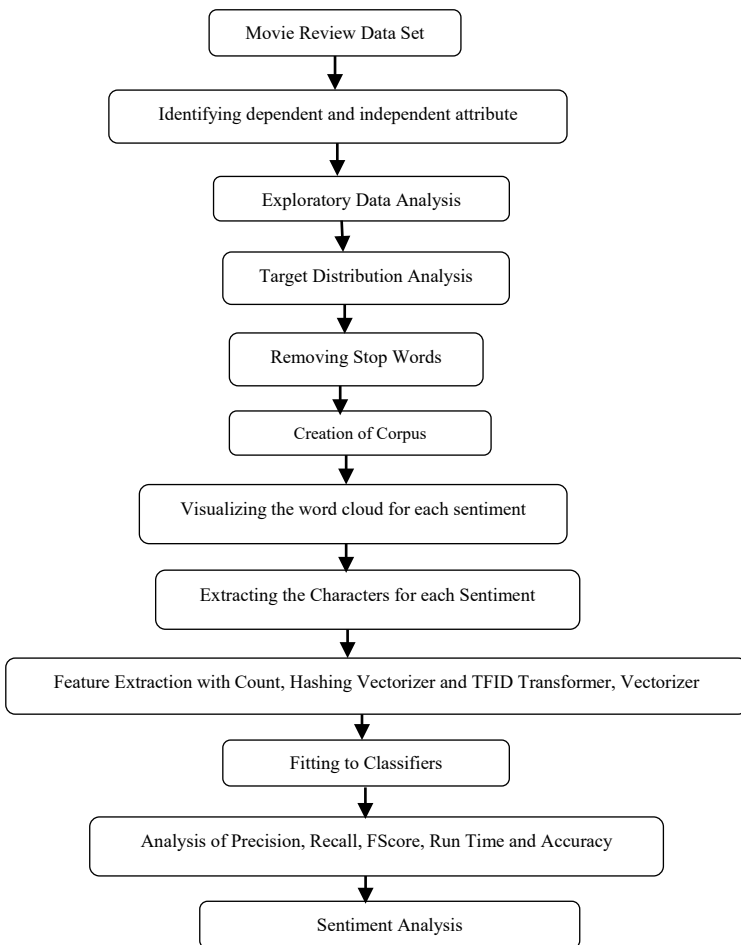 Movie Review Data Set
Identifying dependent and independent attribute
Exploratory Data Analysis
Target Distribution Analysis
Removing Stop Words
Creation of Corpus
Visualizing the word cloud for each sentiment
Extracting the Characters for each Sentiment
Feature Extraction with Count, Hashing Vectorizer and TFID Transformer, Vectorizer
Fitting to Classifiers
Analysis of Precision, Recall, FScore, Run Time and Accuracy
Sentiment Analysis